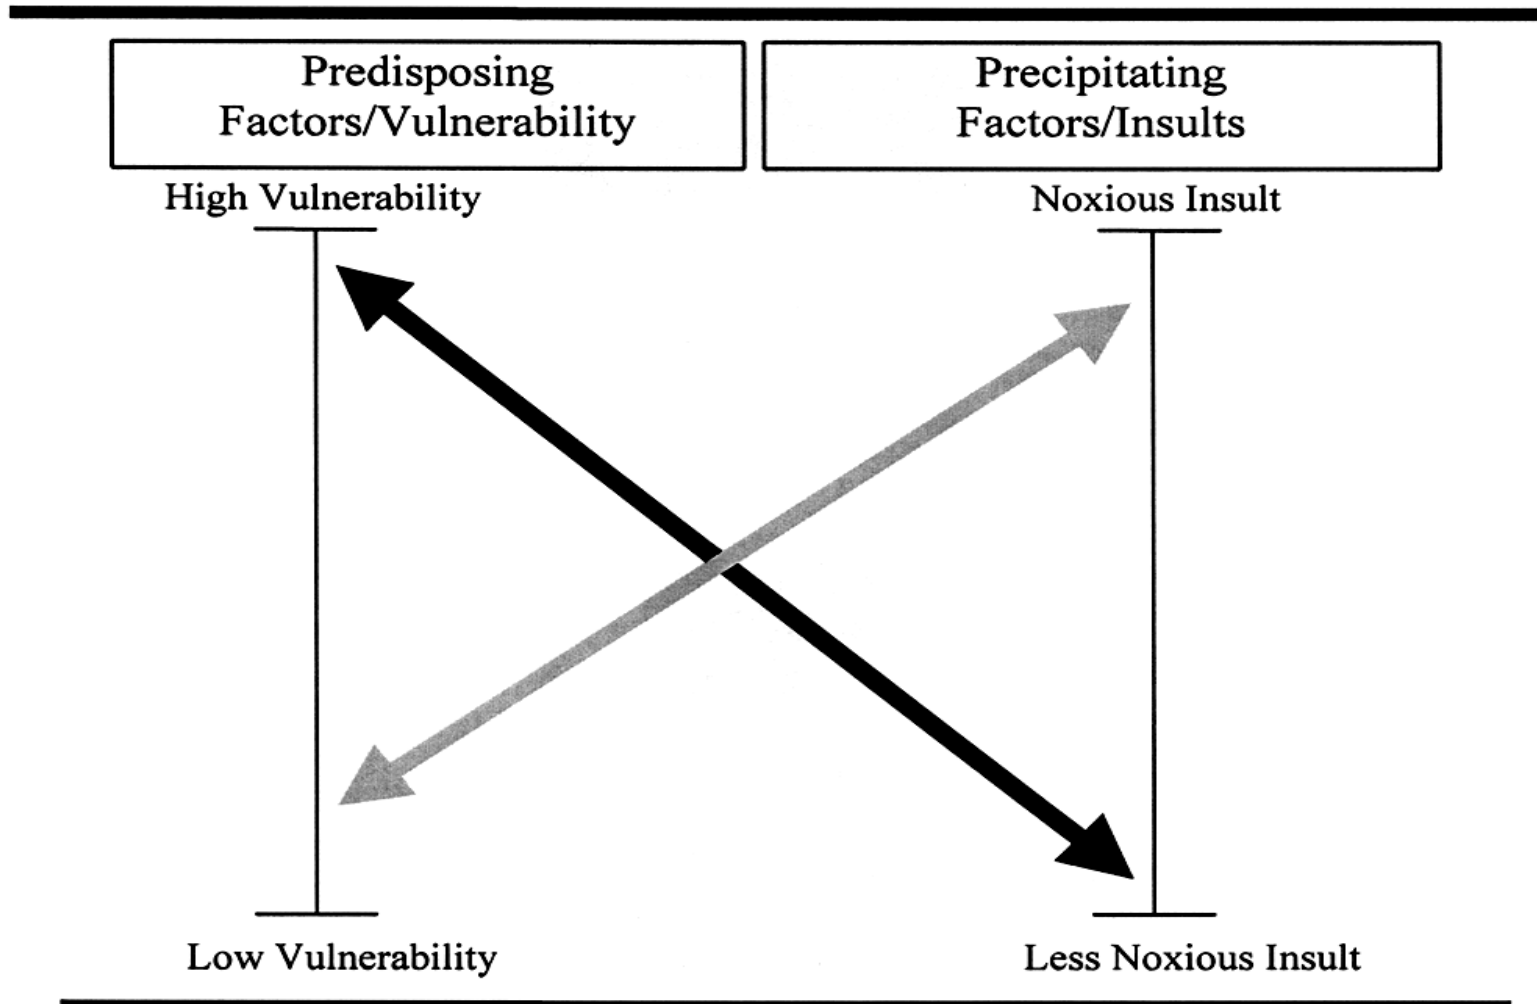 Predisposing
Factors/Vulnerability
Precipitating
Factors/Insults
High Vulnerability
Noxious Insult
Low Vulnerability
Less Noxious Insult